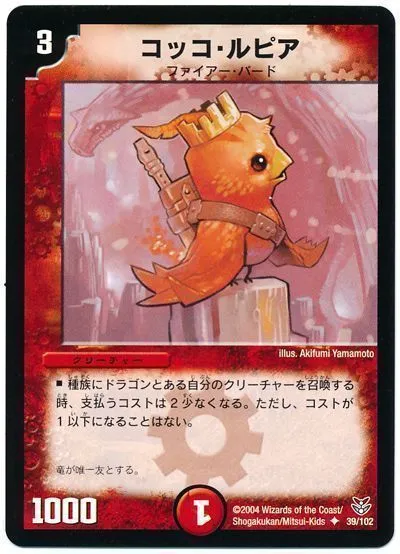 3
コッコ・ルピア
ファイアー・バード
illus. Akifumi Yamamoto
クリーチャー
■ 種族にドラゴンとある自分のクリーチャーを召喚する
時、支払うコストは2少なくなる。ただし、コストが
1以下になることはない。
竜が唯一友とする。
1000
1
©2004 Wizards of the Coast/
Shogakukan/Mitsui-Kids ✦ 39/102